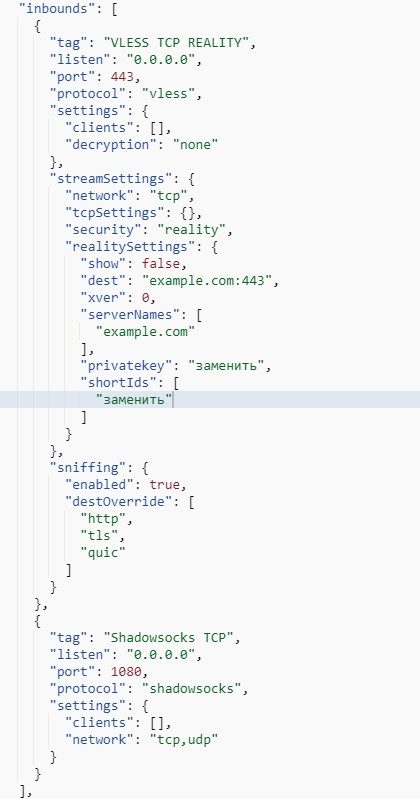 "inbounds": [
{
"tag": "VLESS TCP REALITY",
"listen": "0.0.0.0",
"port": 443,
"protocol": "vless",
"settings": {
"clients": [],
"decryption": "none"
},
"streamSettings": {
"network": "tcp",
"tcpSettings": {},
"security": "reality",
"realitySettings": {
"show": false,
"dest": "example.com:443",
"xver": 0,
"serverNames": [
"example.com"
],
"privatekey": "заменить",
"shortIds": [
"заменить"
]
}
},
"sniffing": {
"enabled": true,
"destOverride": [
"http",
"tls",
"quic"
]
}
},
{
"tag": "Shadowsocks TCP",
"listen": "0.0.0.0",
"port": 1080,
"protocol": "shadowsocks",
"settings": {
"clients": [],
"network": "tcp,udp"
}
}
],